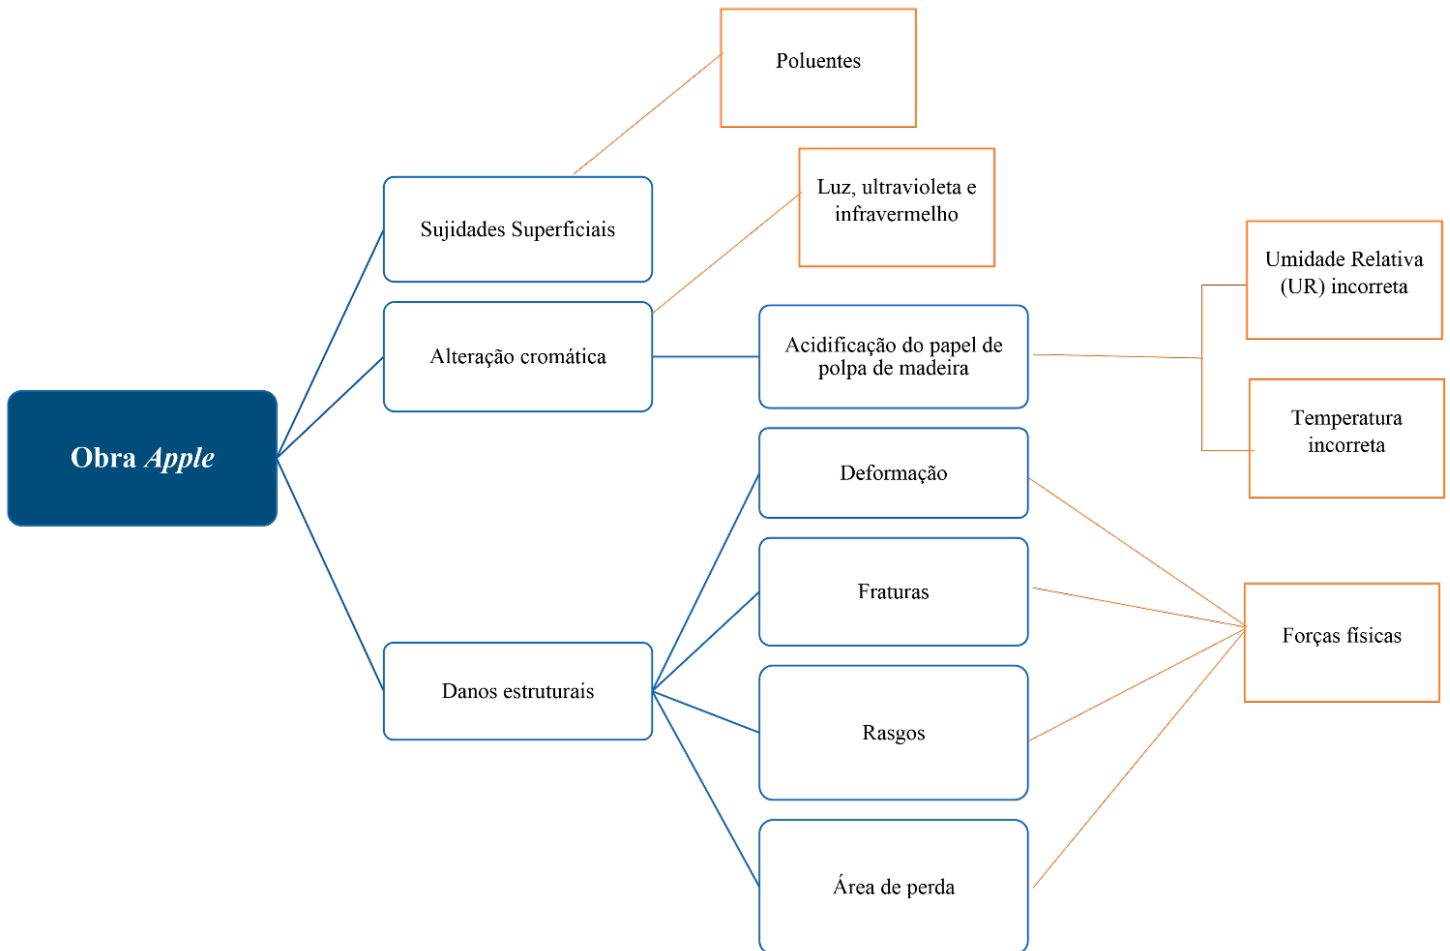 Poluentes
Luz, ultravioleta e
infravermelho
Sujidades Superficiais
Umidade Relativa
(UR) incorreta
Alteração cromática
Acidificação do papel de
polpa de madeira
Temperatura
incorreta
Obra Apple
Deformação
Fraturas
Forças físicas
Danos estruturais
Rasgos
Área de perda